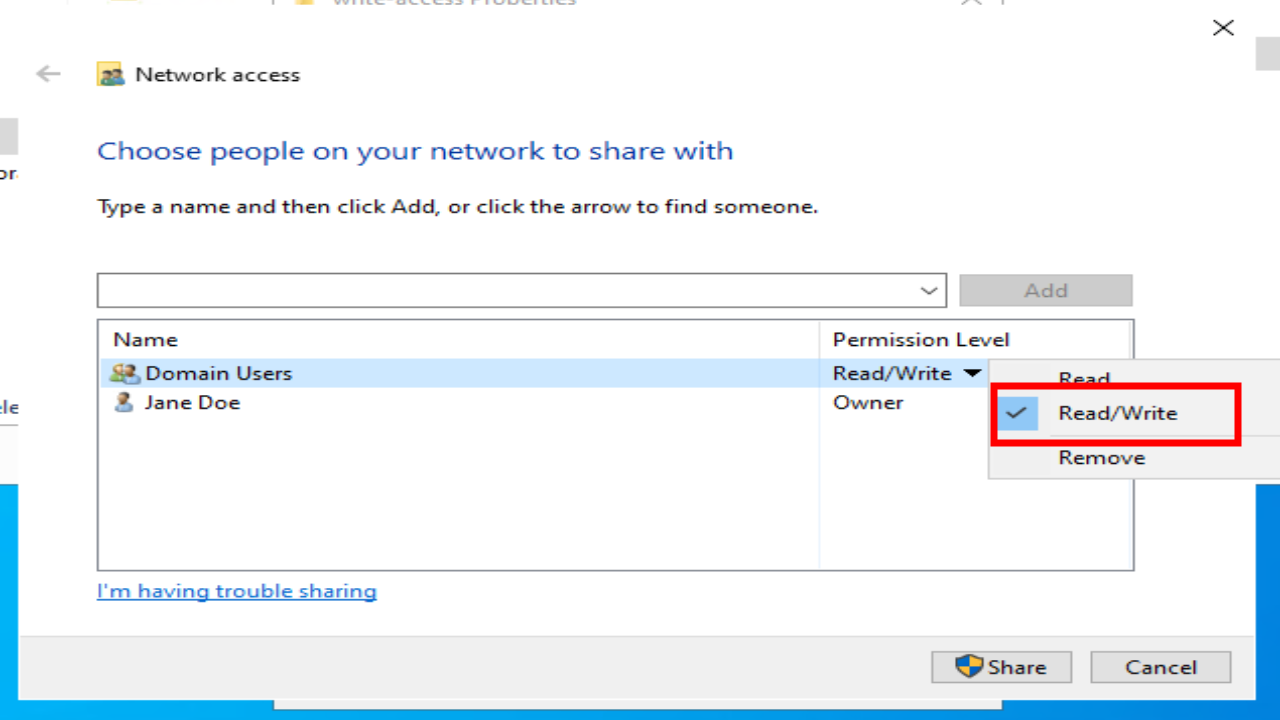 write-access Properties
Network access
Choose people on your network to share with
Type a name and then click Add, or click the arrow to find someone.
Add
Name Permission Level
Domain Users Read/Write
Jane Doe Owner
Read
Read/Write
Remove
I'm having trouble sharing
Share Cancel